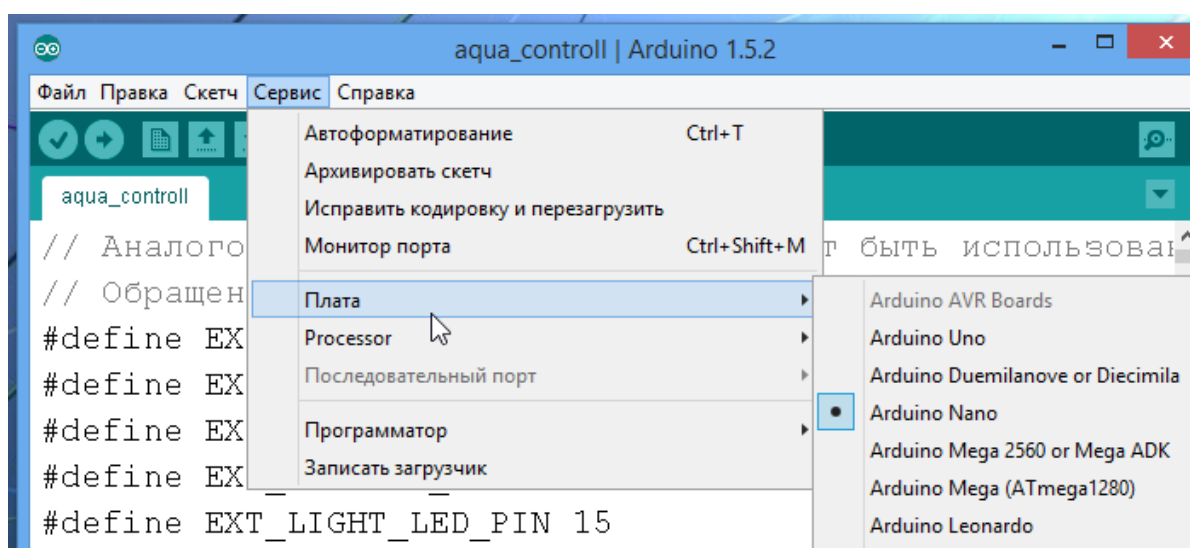 aqua_controll | Arduino 1.5.2
Файл Правка Скетч Сервис Справка
aqua_controll
Автоформатирование Ctrl+T
Архивировать скетч
Исправить кодировку и перезагрузить
Монитор порта Ctrl+Shift+M
Плата
Processor
Последовательный порт
Программатор
Записать загрузчик
Arduino AVR Boards
Arduino Uno
Arduino Duemilanove or Diecimila
Arduino Nano
Arduino Mega 2560 or Mega ADK
Arduino Mega (ATmega1280)
Arduino Leonardo
// Аналого
быть
// Обращен
#define EX
#define EX
#define EX
#define EX
#define EXT_LIGHT_LED_PIN 15